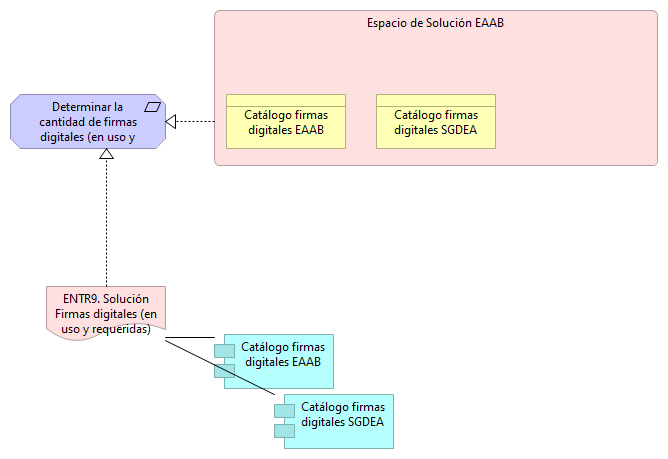 Espacio de Solución EAAB
Determinar la
cantidad de firmas
digitales (en uso y
Catálogo firmas
digitales EAAB
Catálogo firmas
digitales SGDEA
ENTR9. Solución
Firmas digitales (en
uso y requeridas)
Catálogo firmas
digitales EAAB
Catálogo firmas
digitales SGDEA